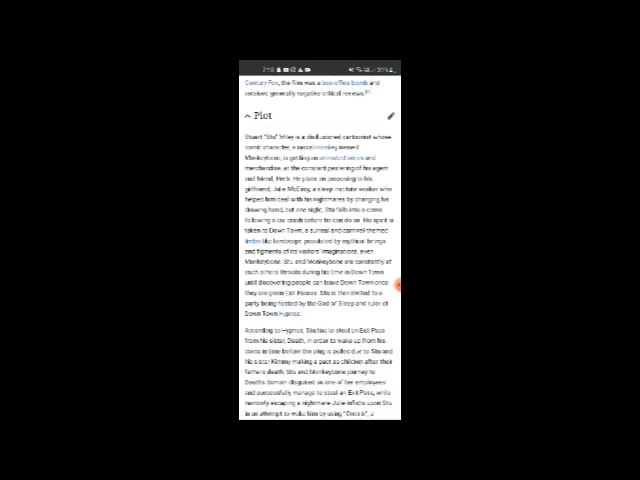 Century Fox, the film was a box-office bomb and
received generally negative critical reviews.
Plot
Stuart "Stu" Miley is a disillusioned cartoonist whose
comic character, a rascal monkey named
Monkeybone, is getting an animated series and
merchandise, at the constant pestering of his agent
and friend, Herb. He plans on proposing to his
girlfriend, Julie McElroy, a sleep institute worker who
helped him deal with his nightmares by changing his
drawing hand, but one night, Stu falls into a coma
following a car crash before he can do so. His spirit is
taken to Down Town, a surreal and carnival-themed
limbo-like landscape populated by mythical beings
and figments of its visitors' imaginations, even
Monkeybone. Stu and Monkeybone are constantly at
each other's throats during his time in Down Town
until discovering people can leave Down Town once
they are given Exit Passes. Stu is then invited to a
party being hosted by the God of Sleep and ruler of
Down Town Hypnos.
According to Hypnos, Stu has to steal an Exit Pass
from his sister, Death, in order to wake up from his
coma in time before the plug is pulled due to Stu and
his sister Kimmy making a pact as children after their
father's death. Stu and Monkeybone journey to
Death's domain disguised as one of her employees
and successfully manage to steal an Exit Pass, while
narrowly escaping a nightmare Julie inflicts upon Stu
in an attempt to wake him by using "Oneirix", a